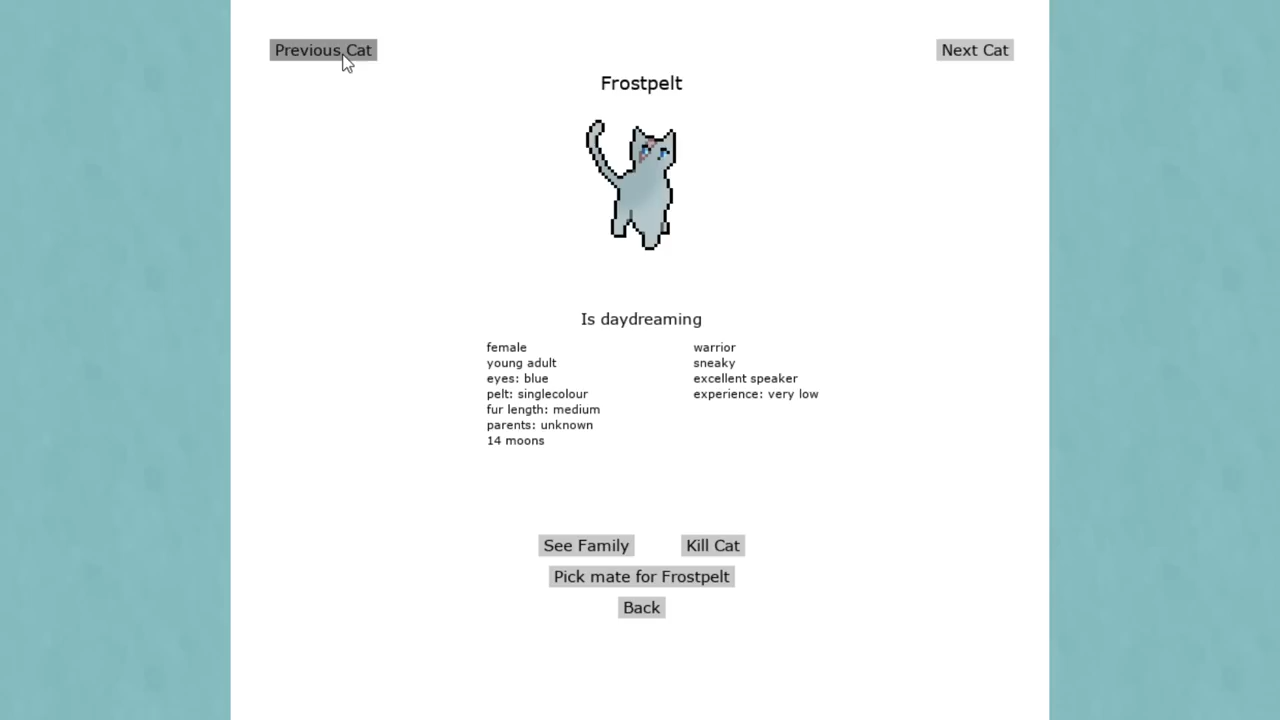 Previous Cat
Next Cat
Frostpelt
Is daydreaming
female
young adult
eyes: blue
pelt: singlecolour
fur length: medium
parents: unknown
14 moons
warrior
sneaky
excellent speaker
experience: very low
See Family
Kill Cat
Pick mate for Frostpelt
Back